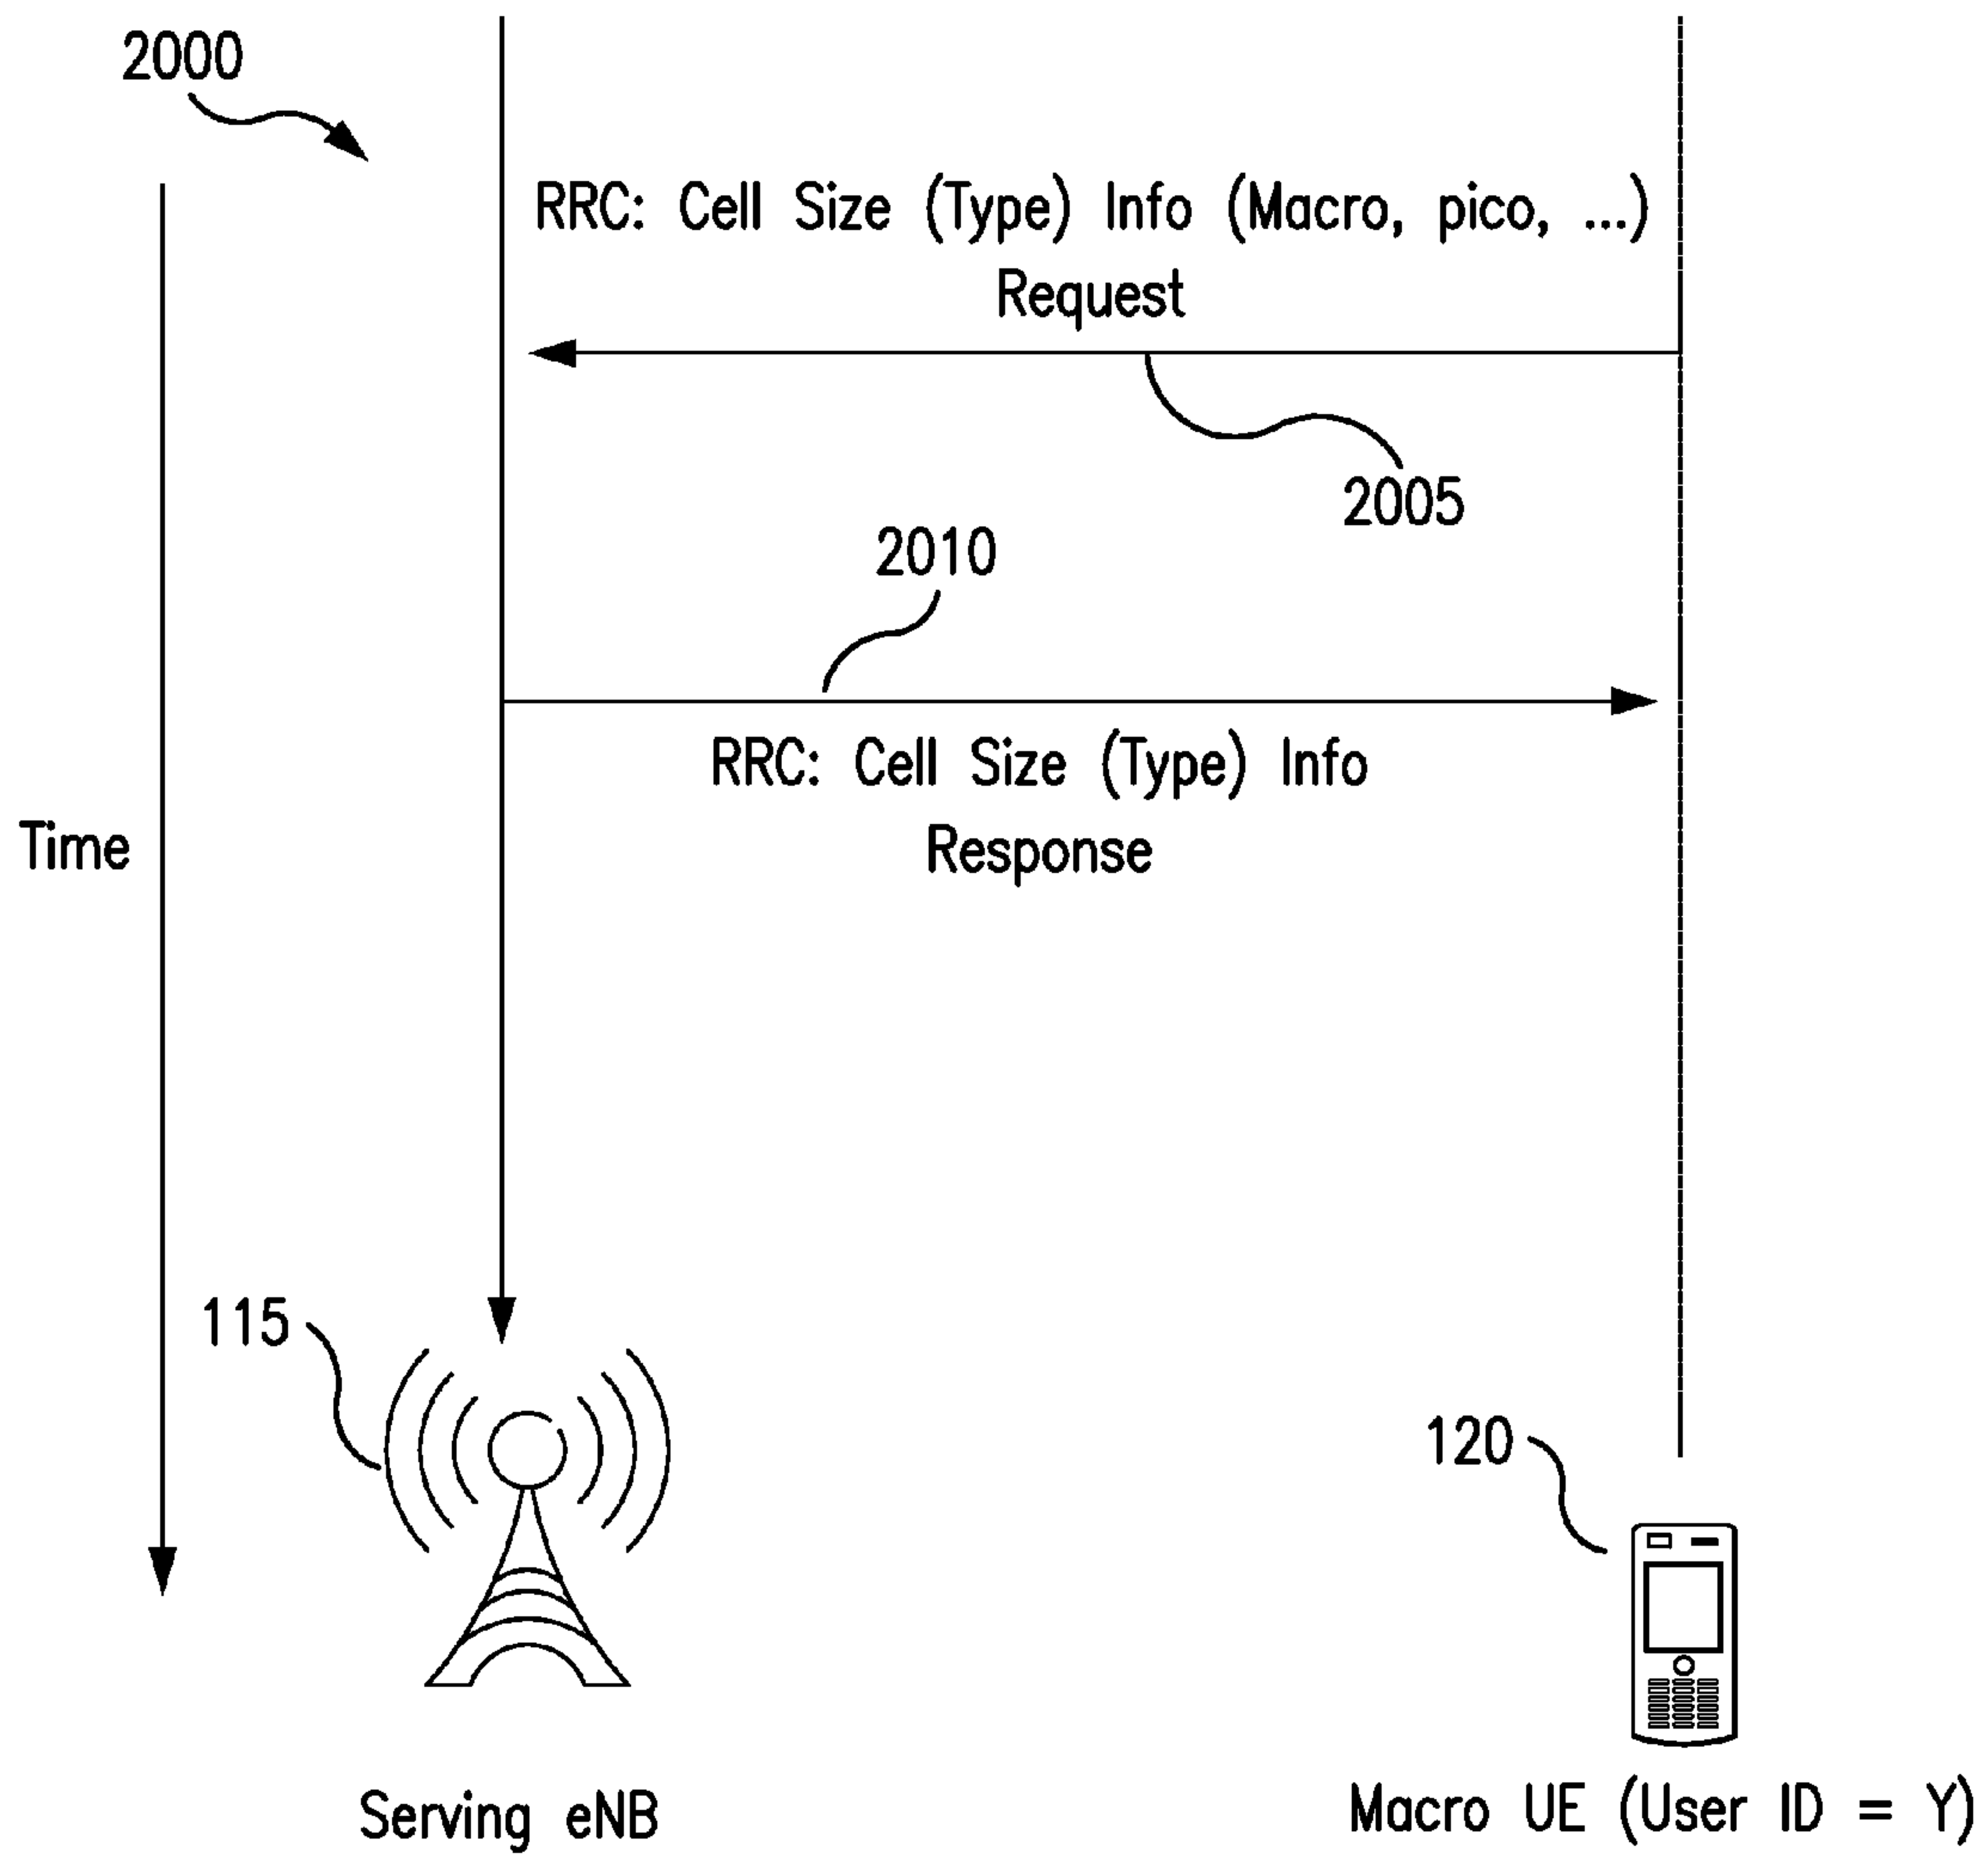 2000
RRC: Cell Size (Type) Info (Macro, pico, ...)
Request
2005
2010
RRC: Cell Size (Type) Info
Response
Time
115
120
Serving eNB
Macro UE (User ID = Y)